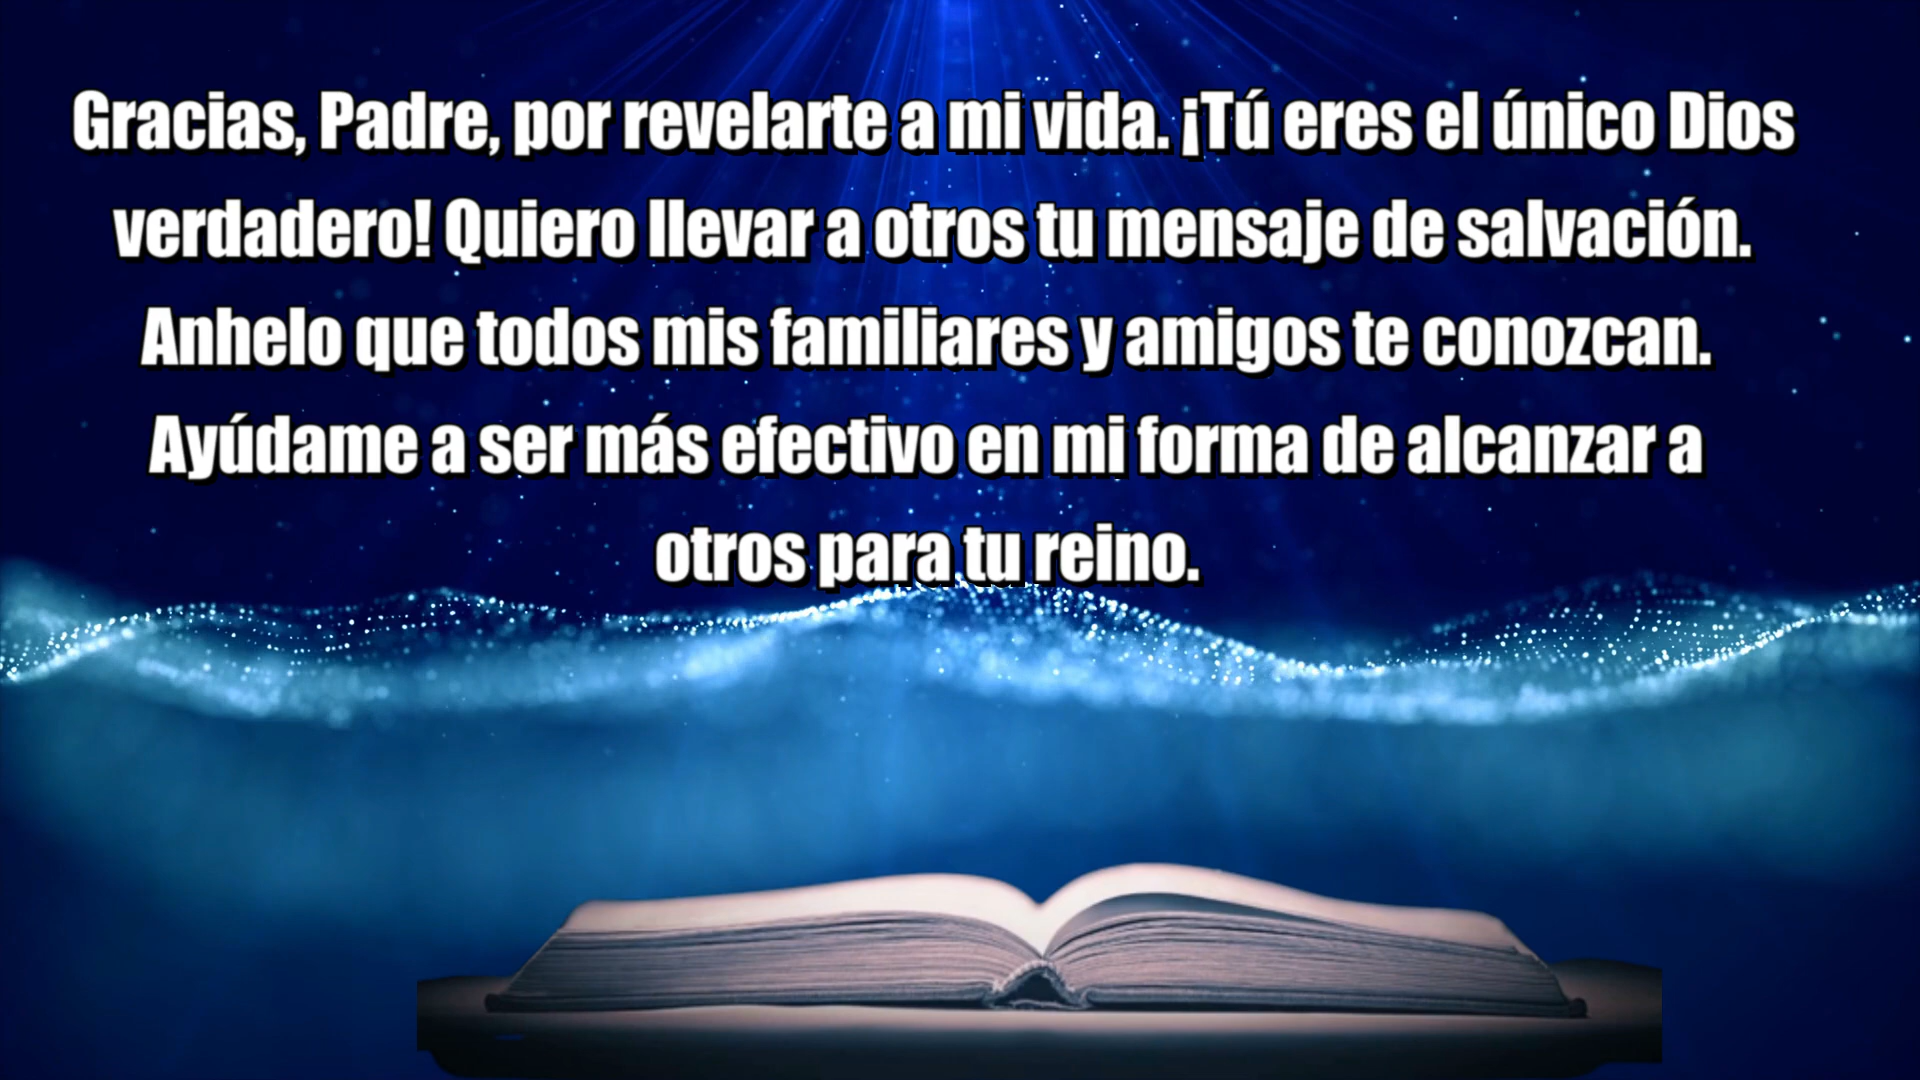 Gracias, Padre, por revelarte a mi vida. ¡Tú eres el único Dios
verdadero! Quiero llevar a otros tu mensaje de salvación.
Anhelo que todos mis familiares y amigos te conozcan.
Ayúdame a ser más efectivo en mi forma de alcanzar a
otros para tu reino.